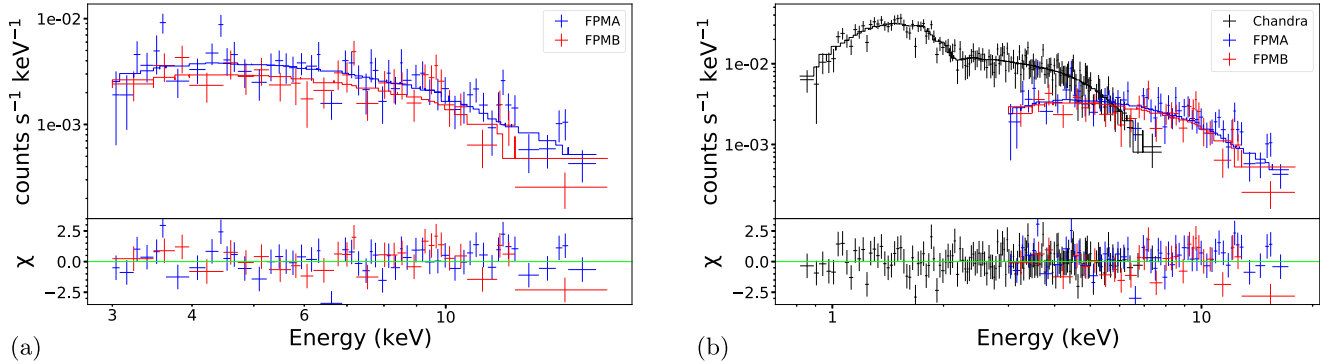 1e-02
1e-03
counts s⁻¹ keV⁻¹
FPMA
FPMB
2.5
0.0
−2.5
χ
3
4
6
10
Energy (keV)
(a)
1e-02
1e-03
counts s⁻¹ keV⁻¹
Chandra
FPMA
FPMB
2.5
0.0
−2.5
χ
1
10
Energy (keV)
(b)